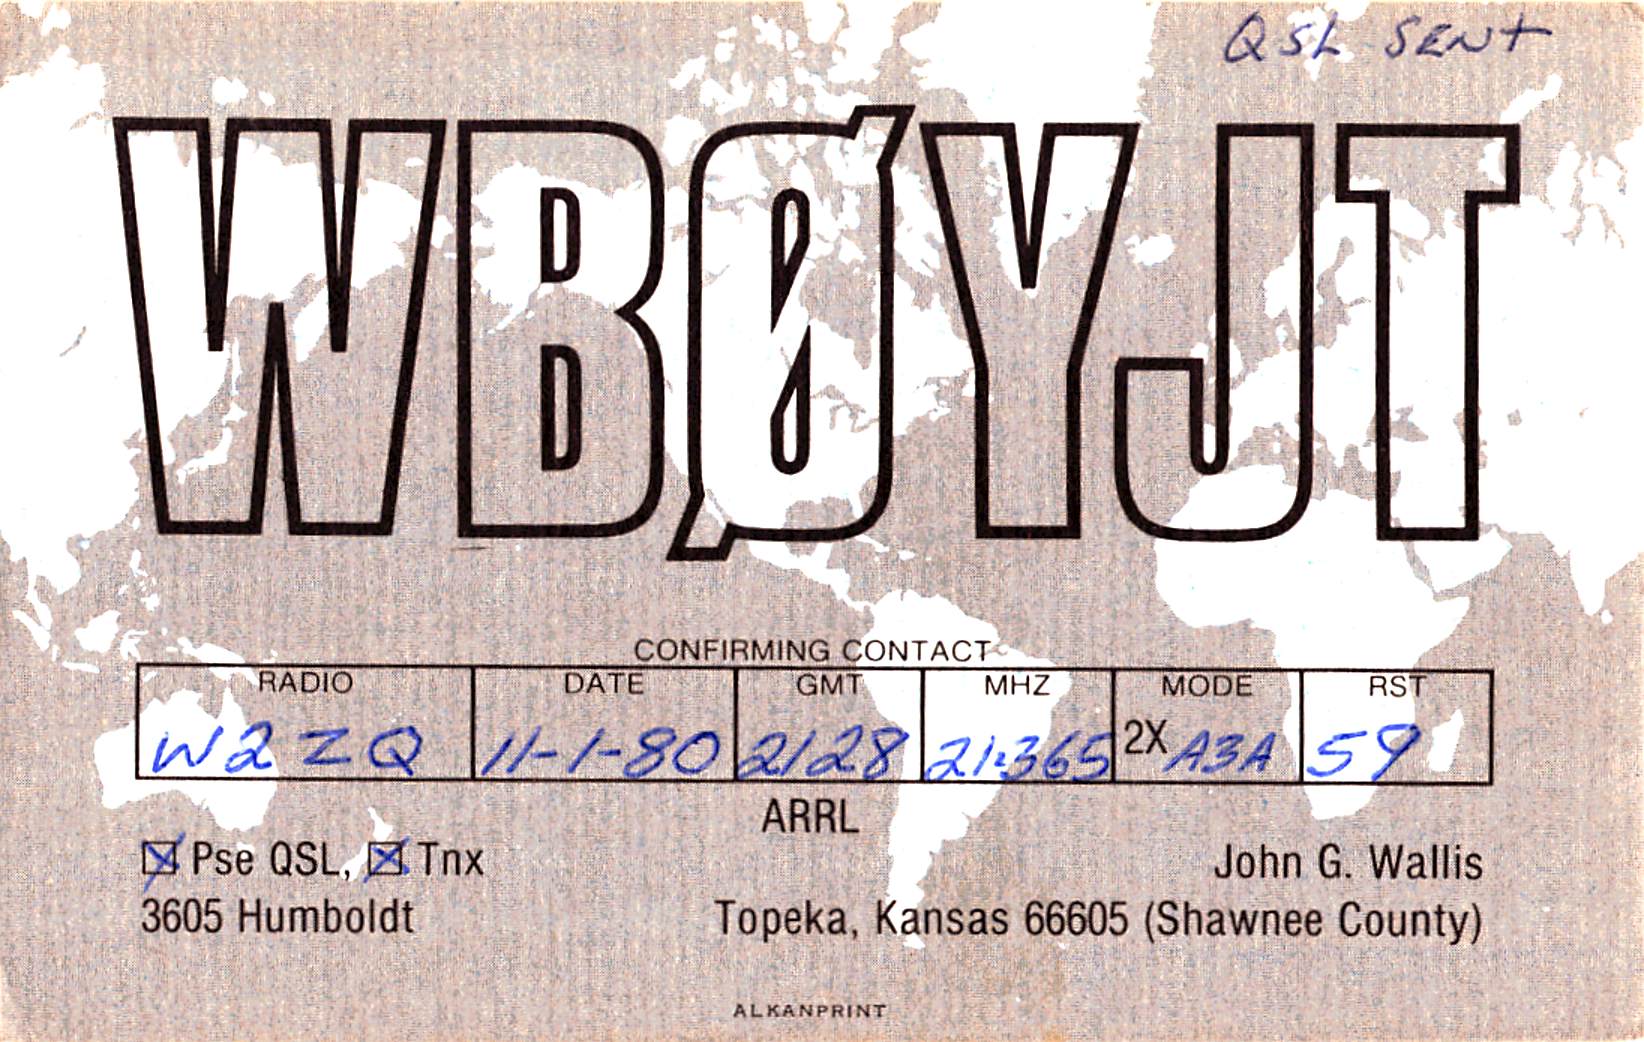 QSL SENT
WBØYJT
CONFIRMING CONTACT
RADIO DATE GMT MHZ MODE RST
W2ZQ 11-1-80 2128 21.365 2X A3A 59
ARRL
☒ Pse QSL, ☒ Tnx John G. Wallis
3605 Humboldt Topeka, Kansas 66605 (Shawnee County)
ALKANPRINT